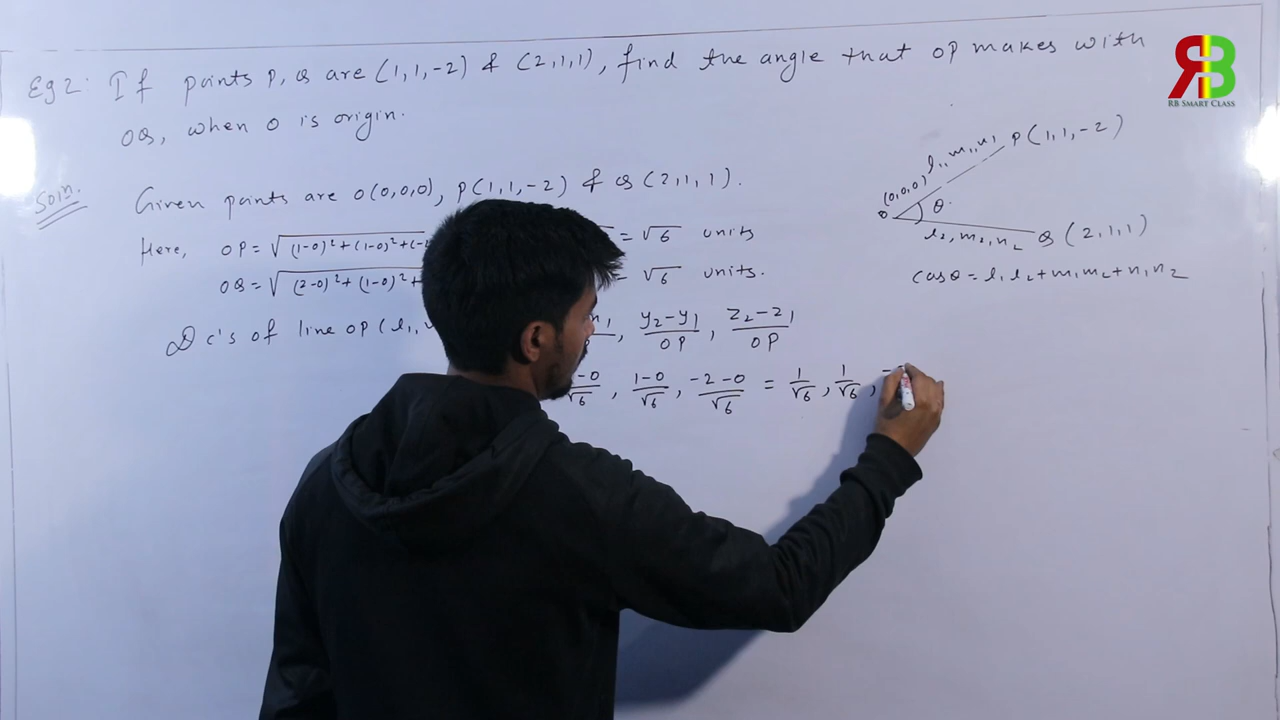 Eg 2: If points P, Q are (1, 1, -2) & (2, 1, 1), find the angle that OP makes with
OQ, when O is origin.
Soln.
Given points are O(0,0,0), P(1,1,-2) & Q (2,1,1).
Here, OP = √(1-0)²+(1-0)²+(- = √6 units
OQ = √(2-0)²+(1-0)²+ = √6 units.
Dc's of line OP (l₁, , y₂-y₁/OP, z₂-z₁/OP
-0/√6, 1-0/√6, -2-0/√6 = 1/√6, 1/√6, -
P(1,1,-2)
l₁, m₁, n₁
(0,0,0)
O
θ
l₂, m₂, n₂
Q (2,1,1)
cosθ = l₁l₂+m₁m₂+n₁n₂
RB
RB SMART CLASS